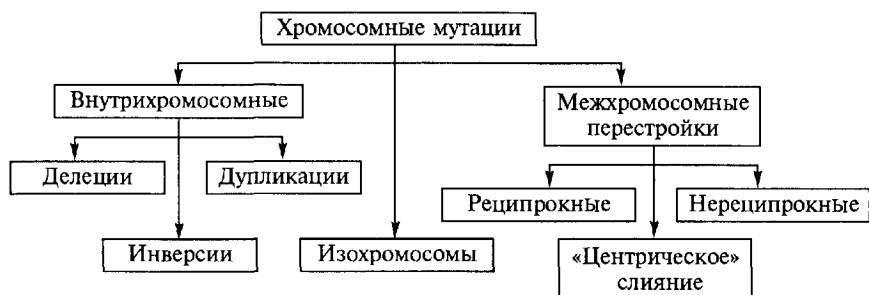 Хромосомные мутации
Внутрихромосомные
Межхромосомные
перестройки
Делеции
Дупликации
Реципрокные
Нереципрокные
Инверсии
Изохромосомы
«Центрическое»
слияние